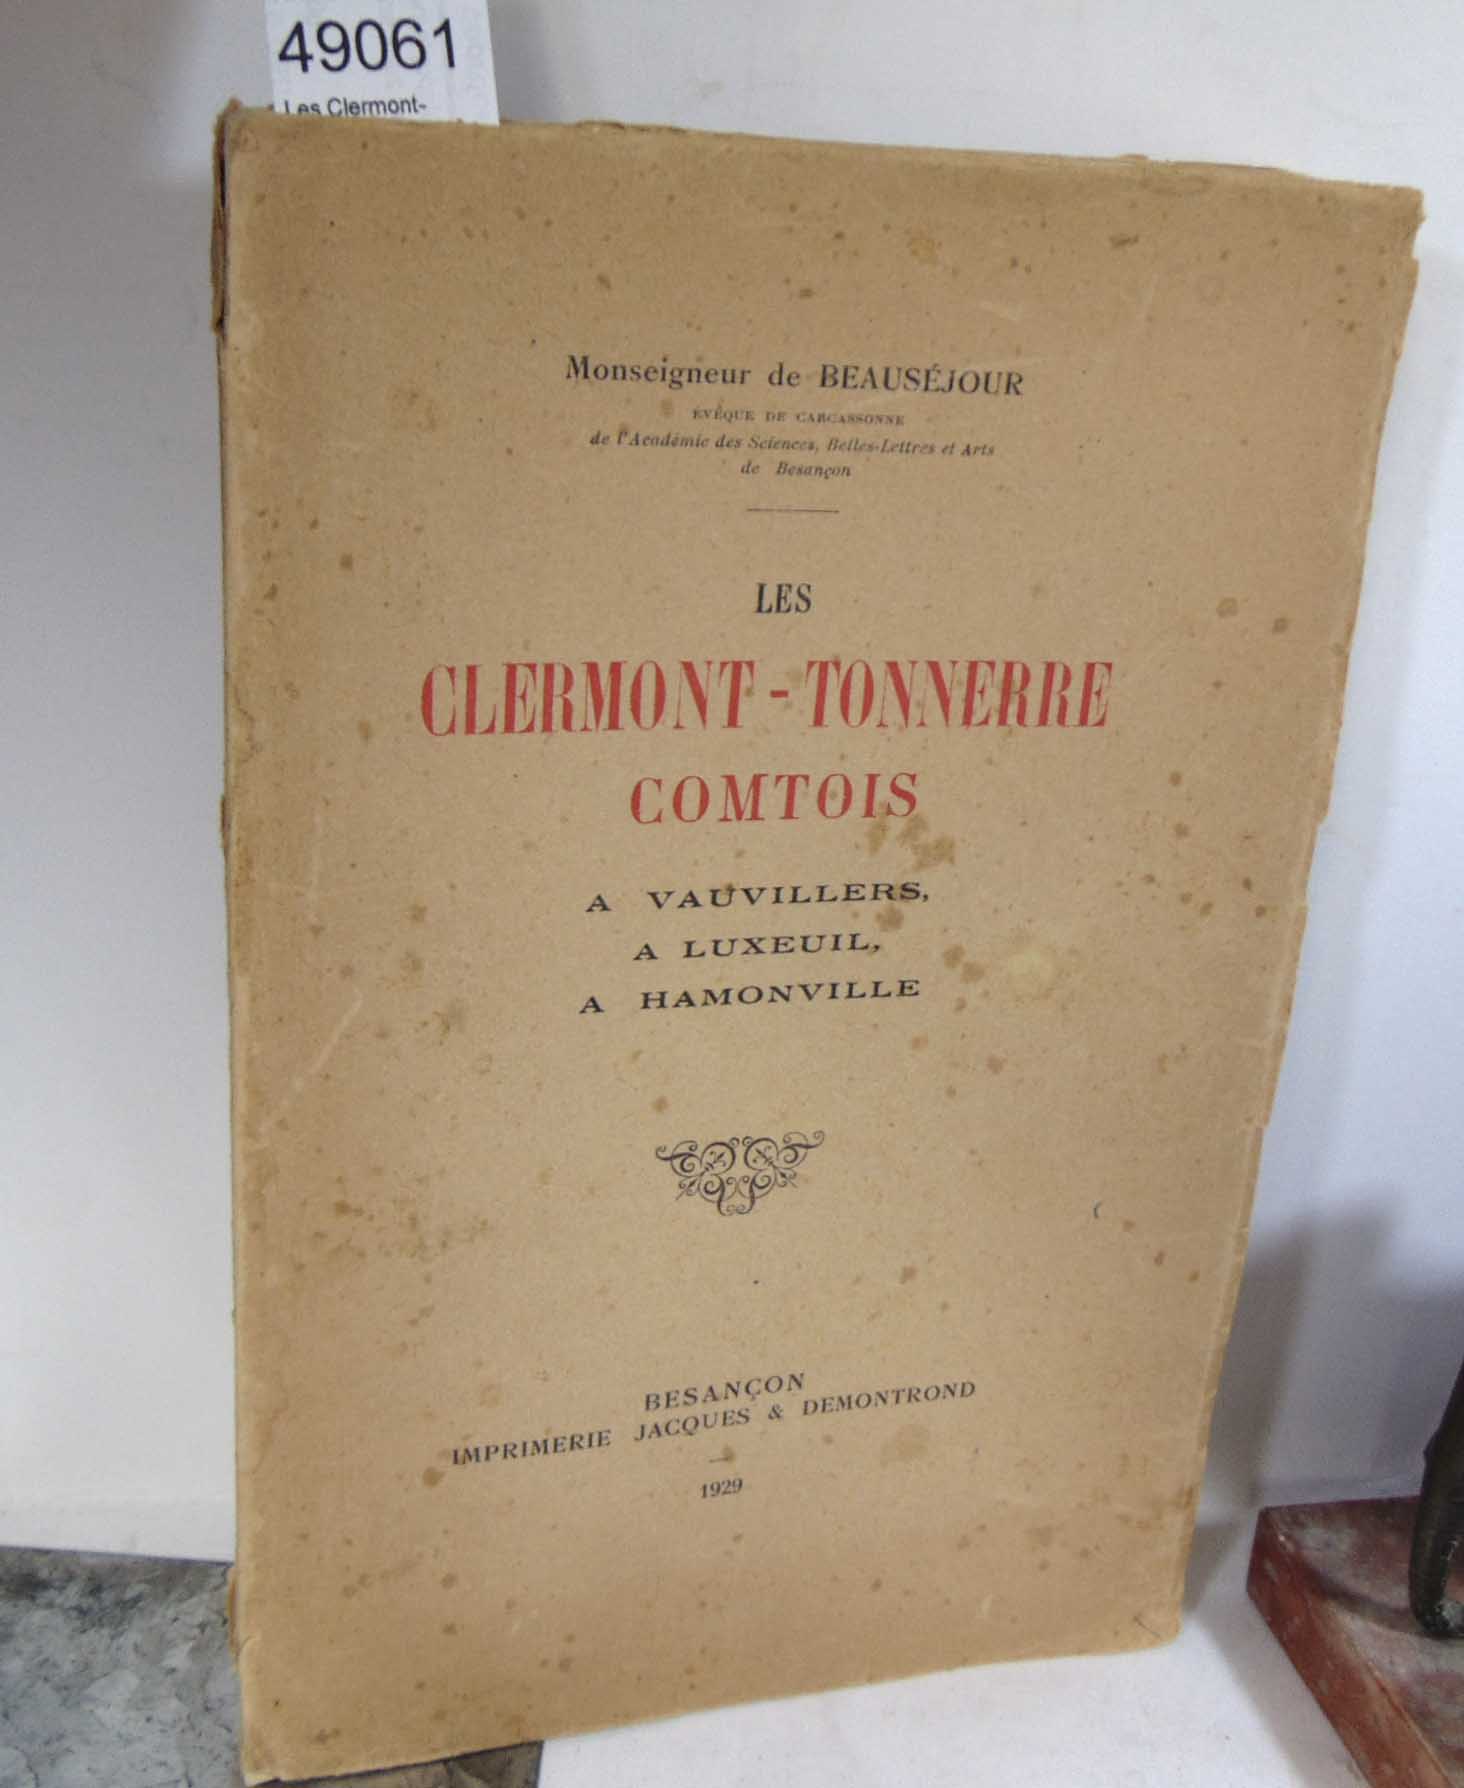 49061
Les Clermont-
Monseigneur de BEAUSÉJOUR
ÉVÊQUE DE CARCASSONNE
de l'Académie des Sciences, Belles-Lettres et Arts
de Besançon
LES
CLERMONT-TONNERRE
COMTOIS
A VAUVILLERS,
A LUXEUIL,
A HAMONVILLE
BESANÇON
IMPRIMERIE JACQUES & DEMONTROND
1929